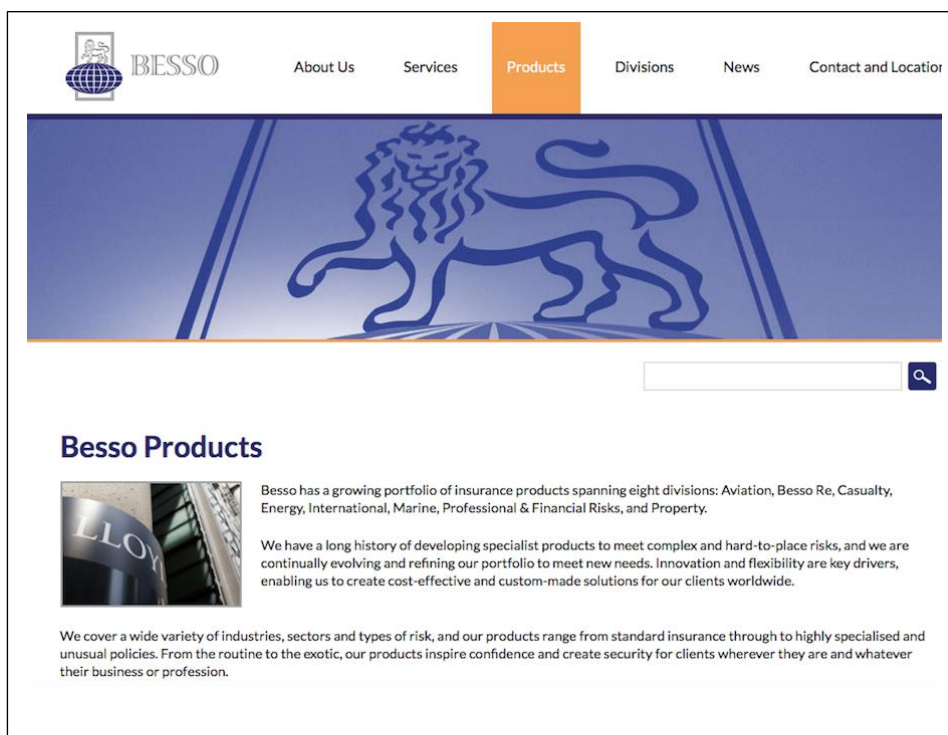 BESSO
About Us Services Products Divisions News Contact and Location
Besso Products
LLOY
Besso has a growing portfolio of insurance products spanning eight divisions: Aviation, Besso Re, Casualty,
Energy, International, Marine, Professional & Financial Risks, and Property.
We have a long history of developing specialist products to meet complex and hard-to-place risks, and we are
continually evolving and refining our portfolio to meet new needs. Innovation and flexibility are key drivers,
enabling us to create cost-effective and custom-made solutions for our clients worldwide.
We cover a wide variety of industries, sectors and types of risk, and our products range from standard insurance through to highly specialised and
unusual policies. From the routine to the exotic, our products inspire confidence and create security for clients wherever they are and whatever
their business or profession.